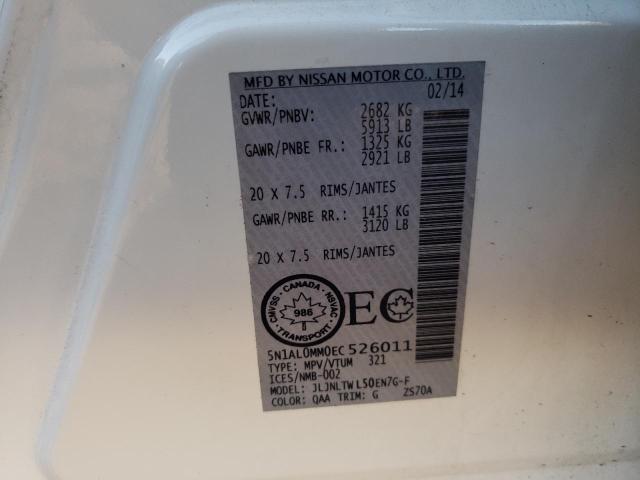 MFD BY NISSAN MOTOR CO., LTD.
DATE: 02/14
GVWR/PNBV: 2682 KG
5913 LB
GAWR/PNBE FR.: 1325 KG
2921 LB
20 X 7.5 RIMS/JANTES
GAWR/PNBE RR.: 1415 KG
3120 LB
20 X 7.5 RIMS/JANTES
CANADA
CMVSS 986 NSVAC
TRANSPORT
EC
5N1AL0MM0EC526011
TYPE: MPV/VTUM 321
ICES/NMB-002
MODEL: JLJNLTWL50EN7G-F
COLOR: QAA TRIM: G ZS70A